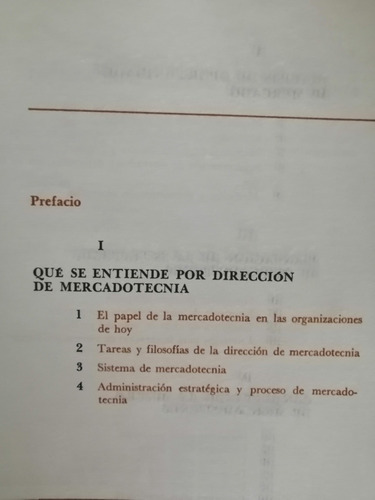 Prefacio
I
QUÉ SE ENTIENDE POR DIRECCIÓN
DE MERCADOTECNIA
1 El papel de la mercadotecnia en las organizaciones
de hoy
2 Tareas y filosofías de la dirección de mercadotecnia
3 Sistema de mercadotecnia
4 Administración estratégica y proceso de mercado-
tecnia